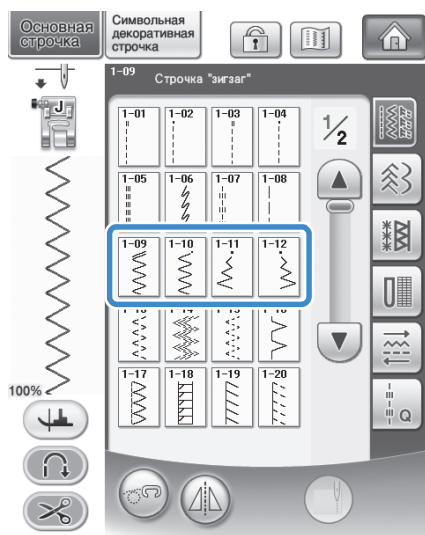 Основная
строчка
Символьная
декоративная
строчка
1-09
Строчка "зигзаг"
J
1-01 1-02 1-03 1-04
1/2
1-05 1-06 1-07 1-08
1-09 1-10 1-11 1-12
1-14
1-17 1-18 1-19 1-20
100%
Q